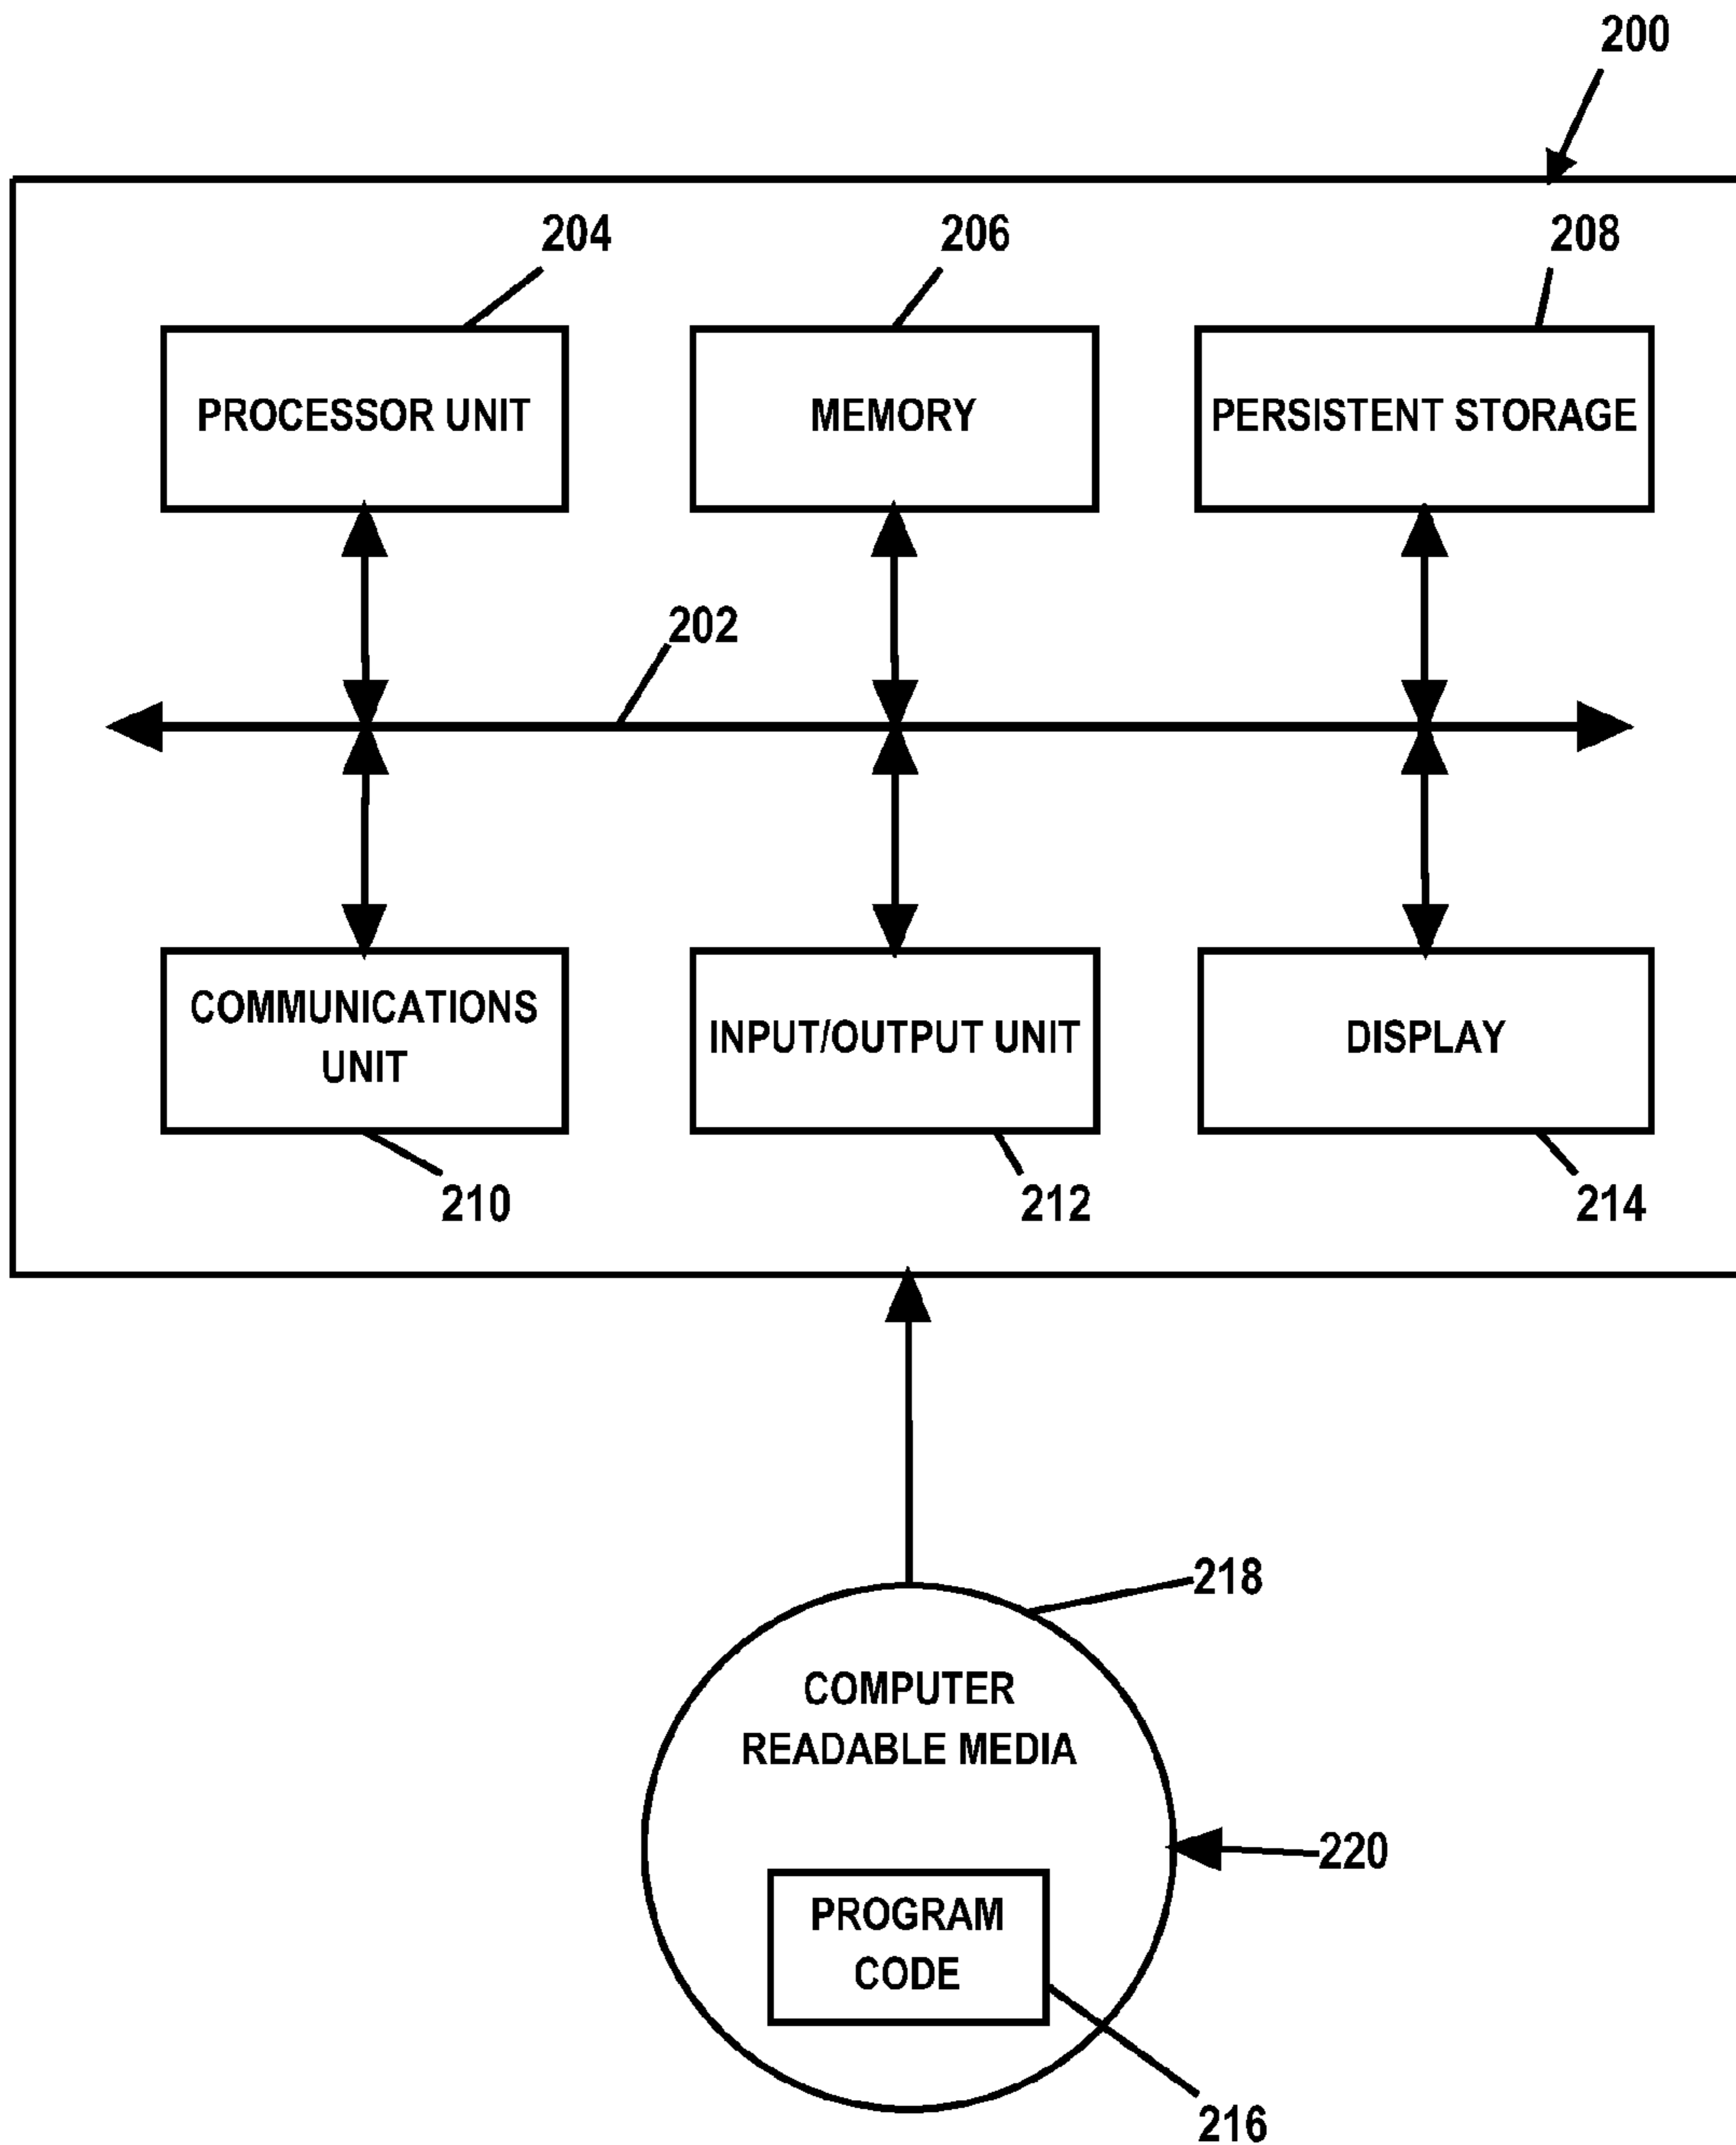 200
204
206
208
PROCESSOR UNIT
MEMORY
PERSISTENT STORAGE
202
COMMUNICATIONS
UNIT
INPUT/OUTPUT UNIT
DISPLAY
210
212
214
218
COMPUTER
READABLE MEDIA
220
PROGRAM
CODE
216